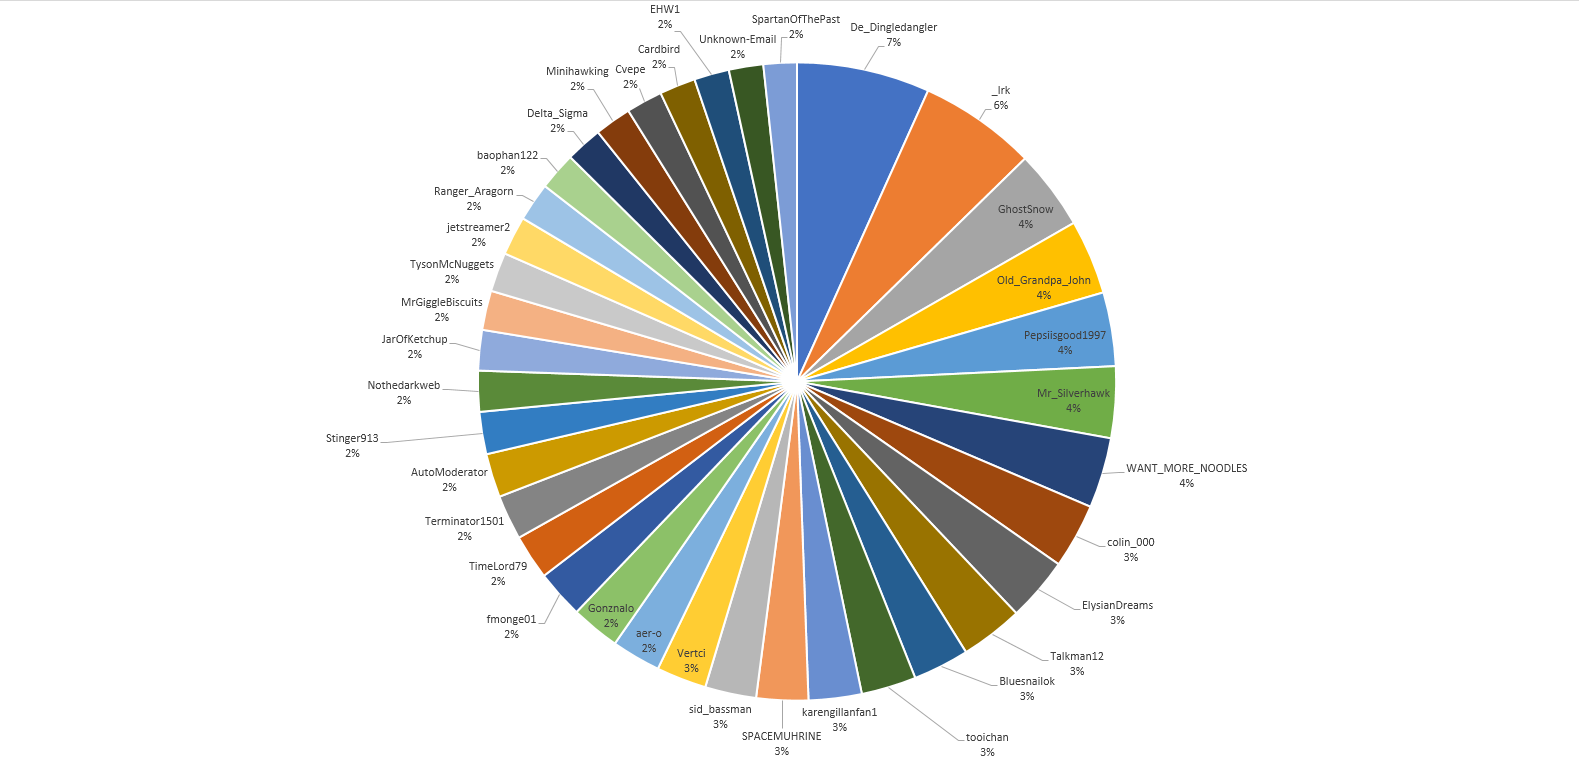 De_Dingledangler
7%
_Irk
6%
GhostSnow
4%
Old_Grandpa_John
4%
Pepsiisgood1997
4%
Mr_Silverhawk
4%
WANT_MORE_NOODLES
4%
colin_000
3%
ElysianDreams
3%
Talkman12
3%
Bluesnailok
3%
tooichan
3%
karengillanfan1
3%
SPACEMUHRINE
3%
sid_bassman
3%
Vertci
3%
aer-o
2%
Gonznalo
2%
fmonge01
2%
TimeLord79
2%
Terminator1501
2%
AutoModerator
2%
Stinger913
2%
Nothedarkweb
2%
JarOfKetchup
2%
MrGiggleBiscuits
2%
TysonMcNuggets
2%
jetstreamer2
2%
Ranger_Aragorn
2%
baophan122
2%
Delta_Sigma
2%
Minihawking
2%
Cvepe
2%
Cardbird
2%
EHW1
2%
Unknown-Email
2%
SpartanOfThePast
2%